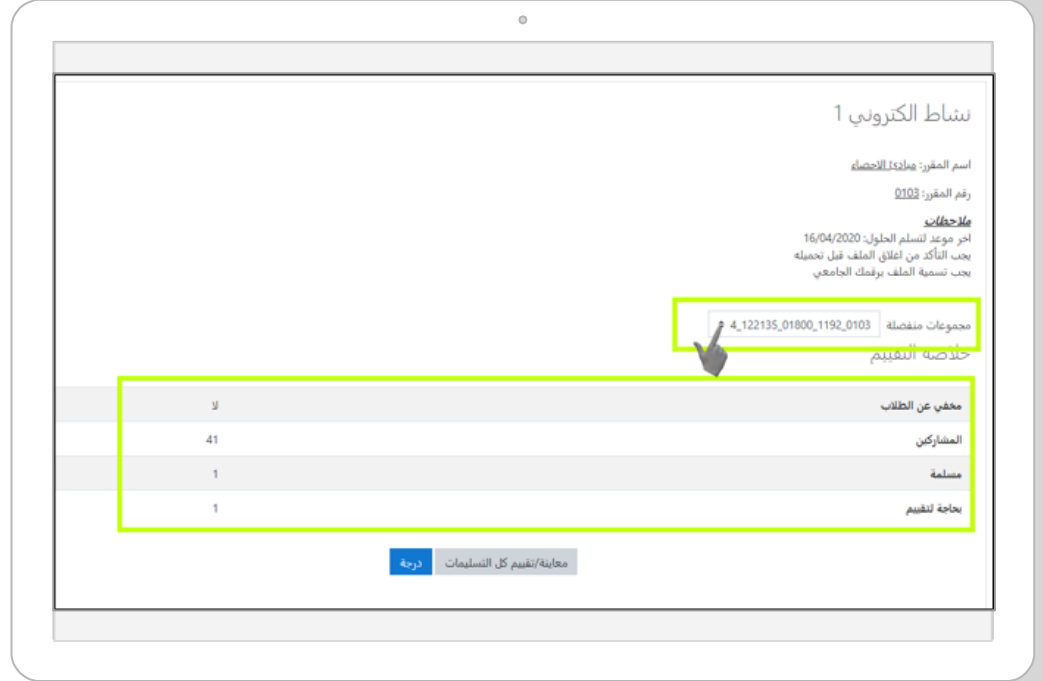 نشاط الكتروني 1
اسم المقرر: مبادئ الاحصاء
رقم المقرر: 0103
ملاحظات
اخر موعد لتسلم الحلول: 16/04/2020
يجب التأكد من اغلاق الملف قبل تحميله
يجب تسمية الملف برقمك الجامعي
مجموعات منفصلة 4_122135_01800_1192_0103
خلاصة التقييم
مخفي عن الطلاب لا
المشاركين 41
مسلمة 1
بحاجة لتقييم 1
معاينة/تقييم كل التسليمات درجة